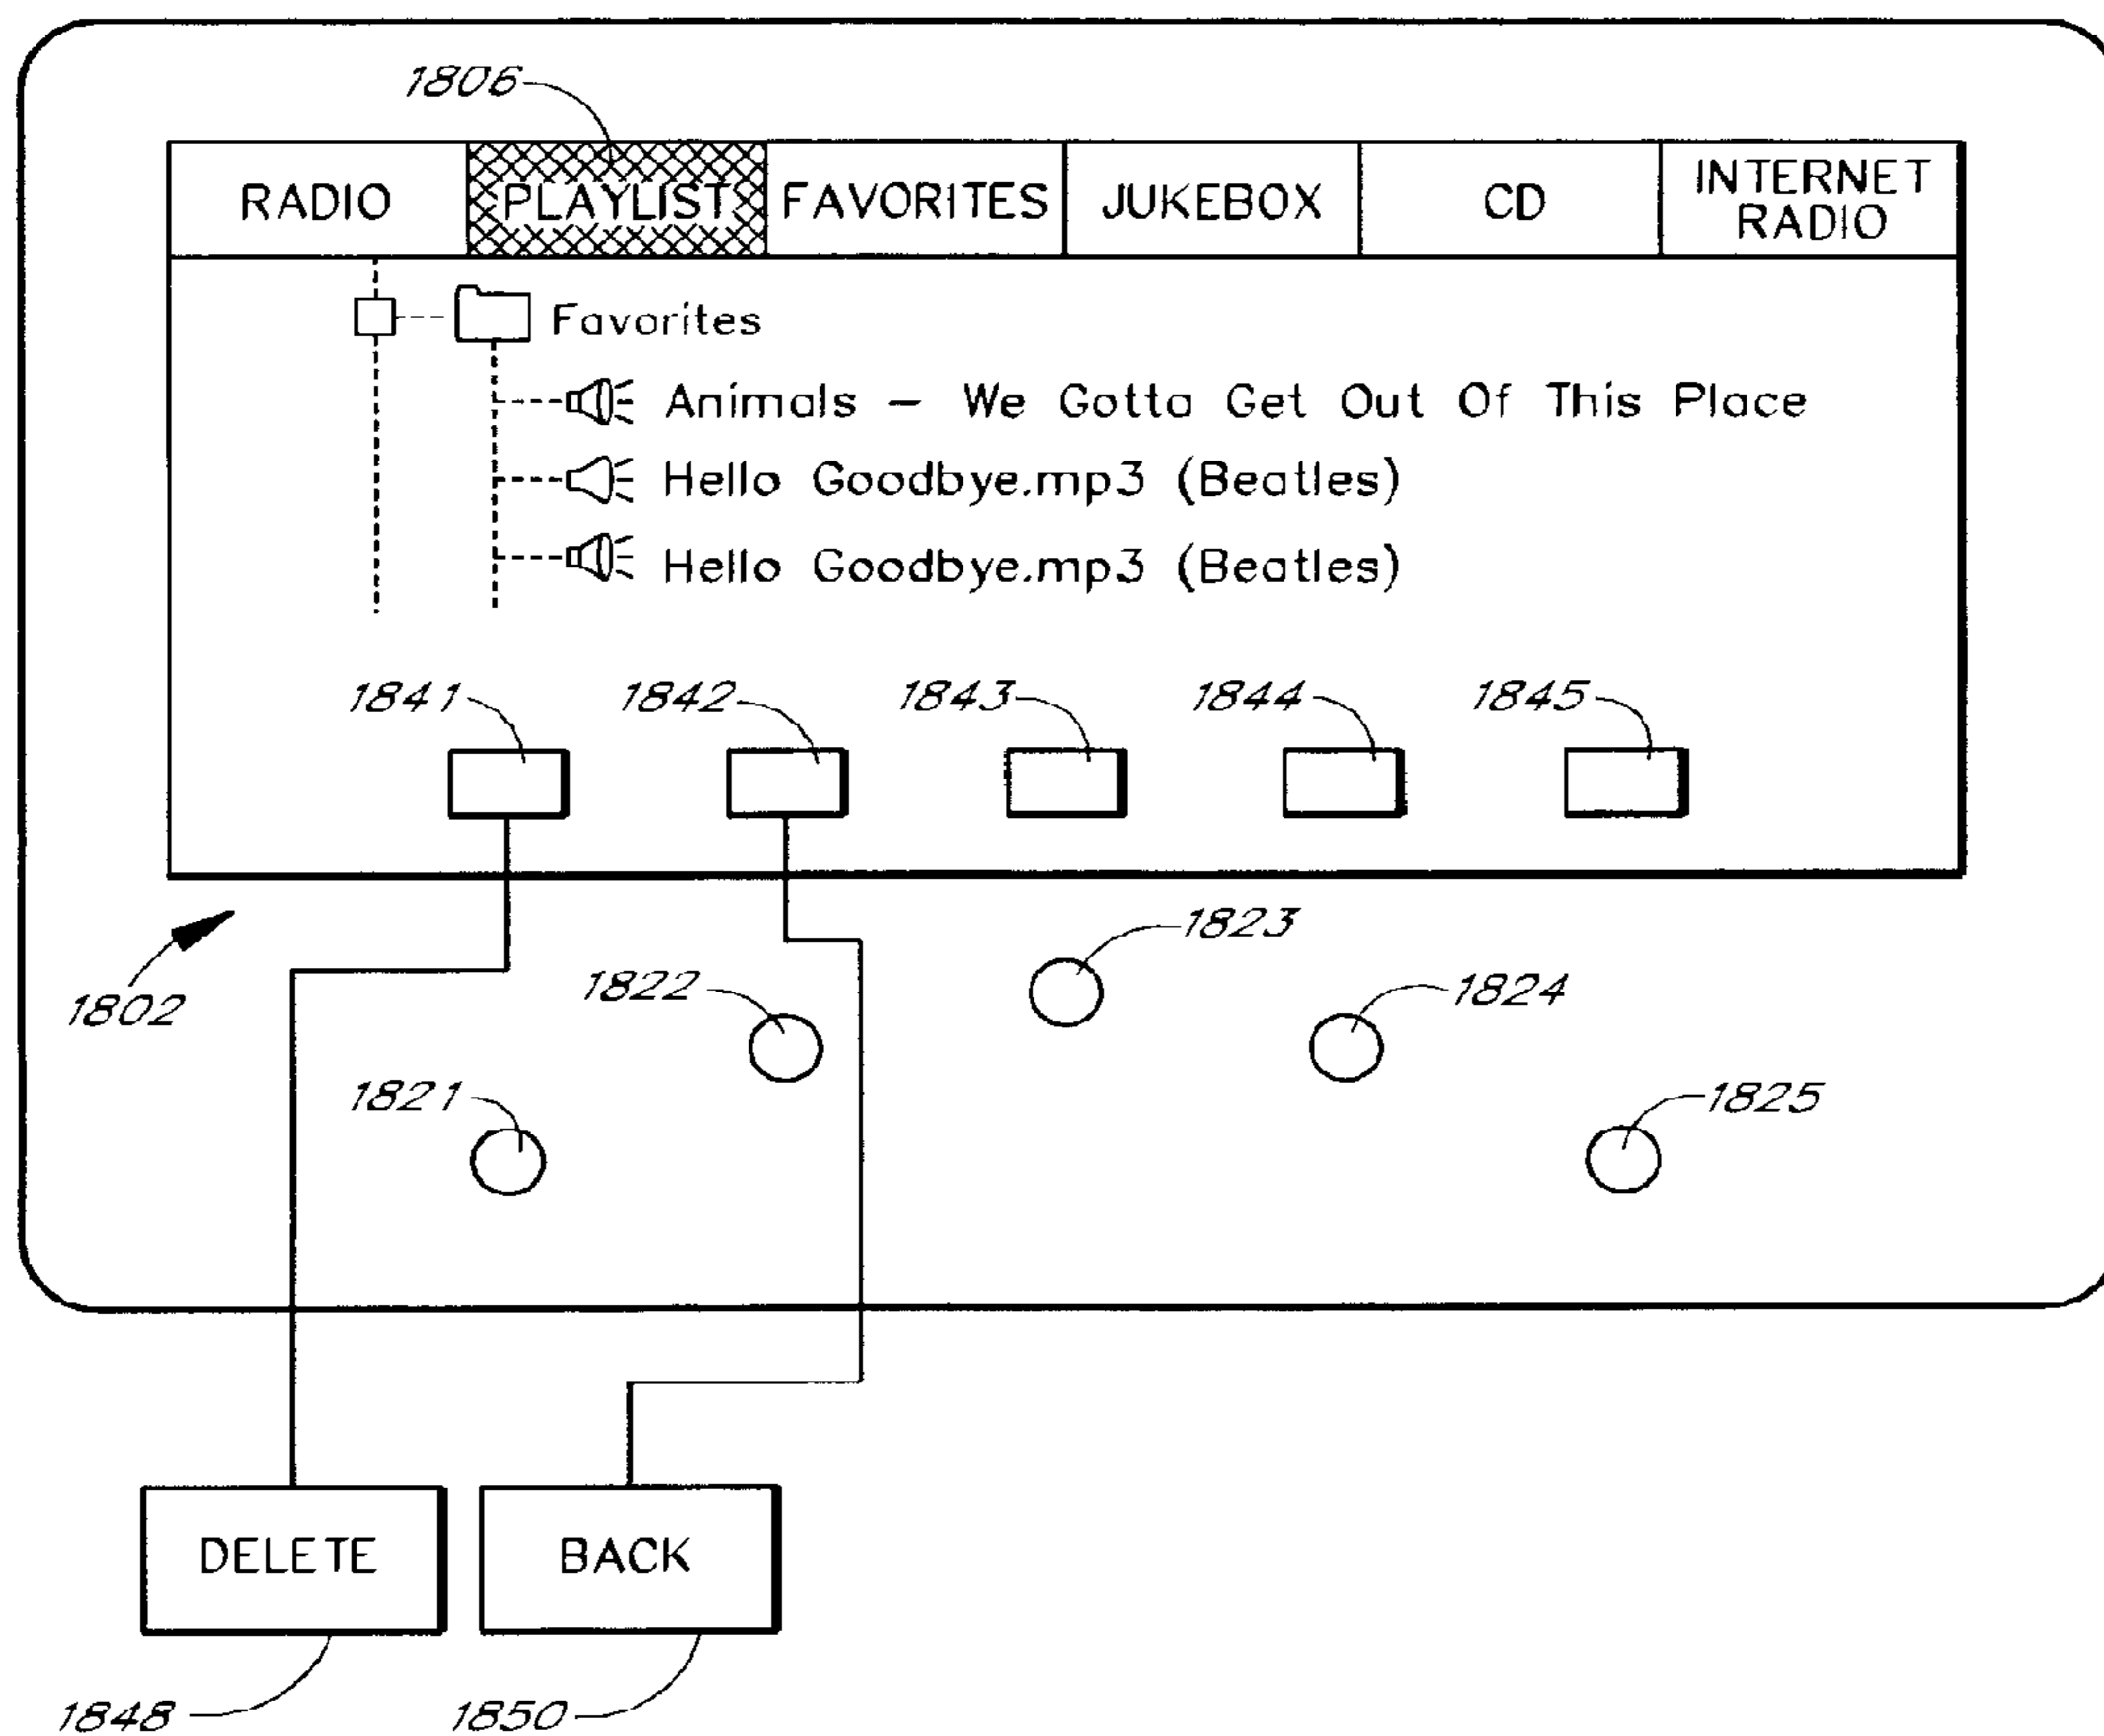 1806
RADIO PLAYLIST FAVORITES JUKEBOX CD INTERNET RADIO
Favorites
Animals – We Gotta Get Out Of This Place
Hello Goodbye.mp3 (Beatles)
Hello Goodbye.mp3 (Beatles)
1841 1842 1843 1844 1845
1823
1802 1822 1824
1821 1825
DELETE BACK
1848 1850